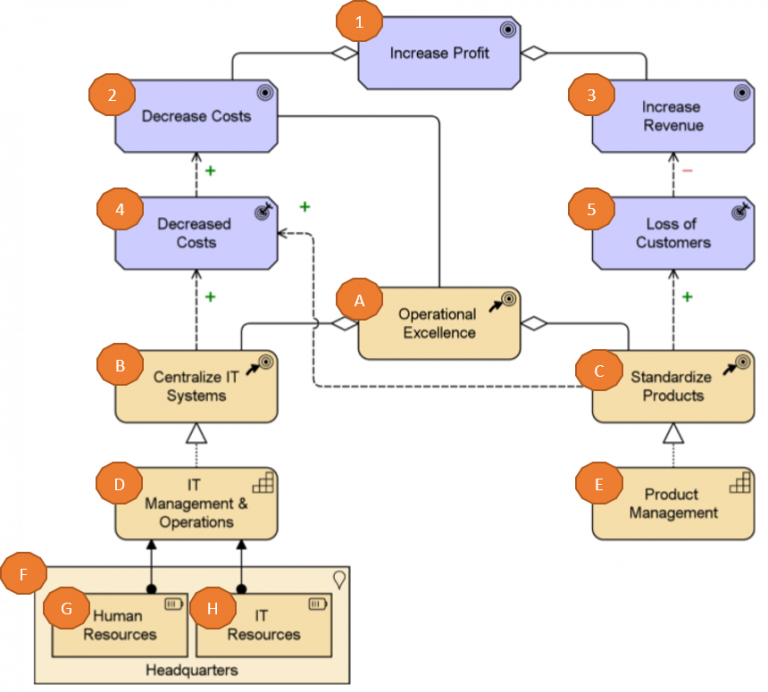 1
Increase Profit
2
Decrease Costs
3
Increase
Revenue
+
−
4
Decreased
Costs
+
5
Loss of
Customers
+
+
A
Operational
Excellence
B
Centralize IT
Systems
C
Standardize
Products
D
IT
Management &
Operations
E
Product
Management
F
G
Human
Resources
H
IT
Resources
Headquarters